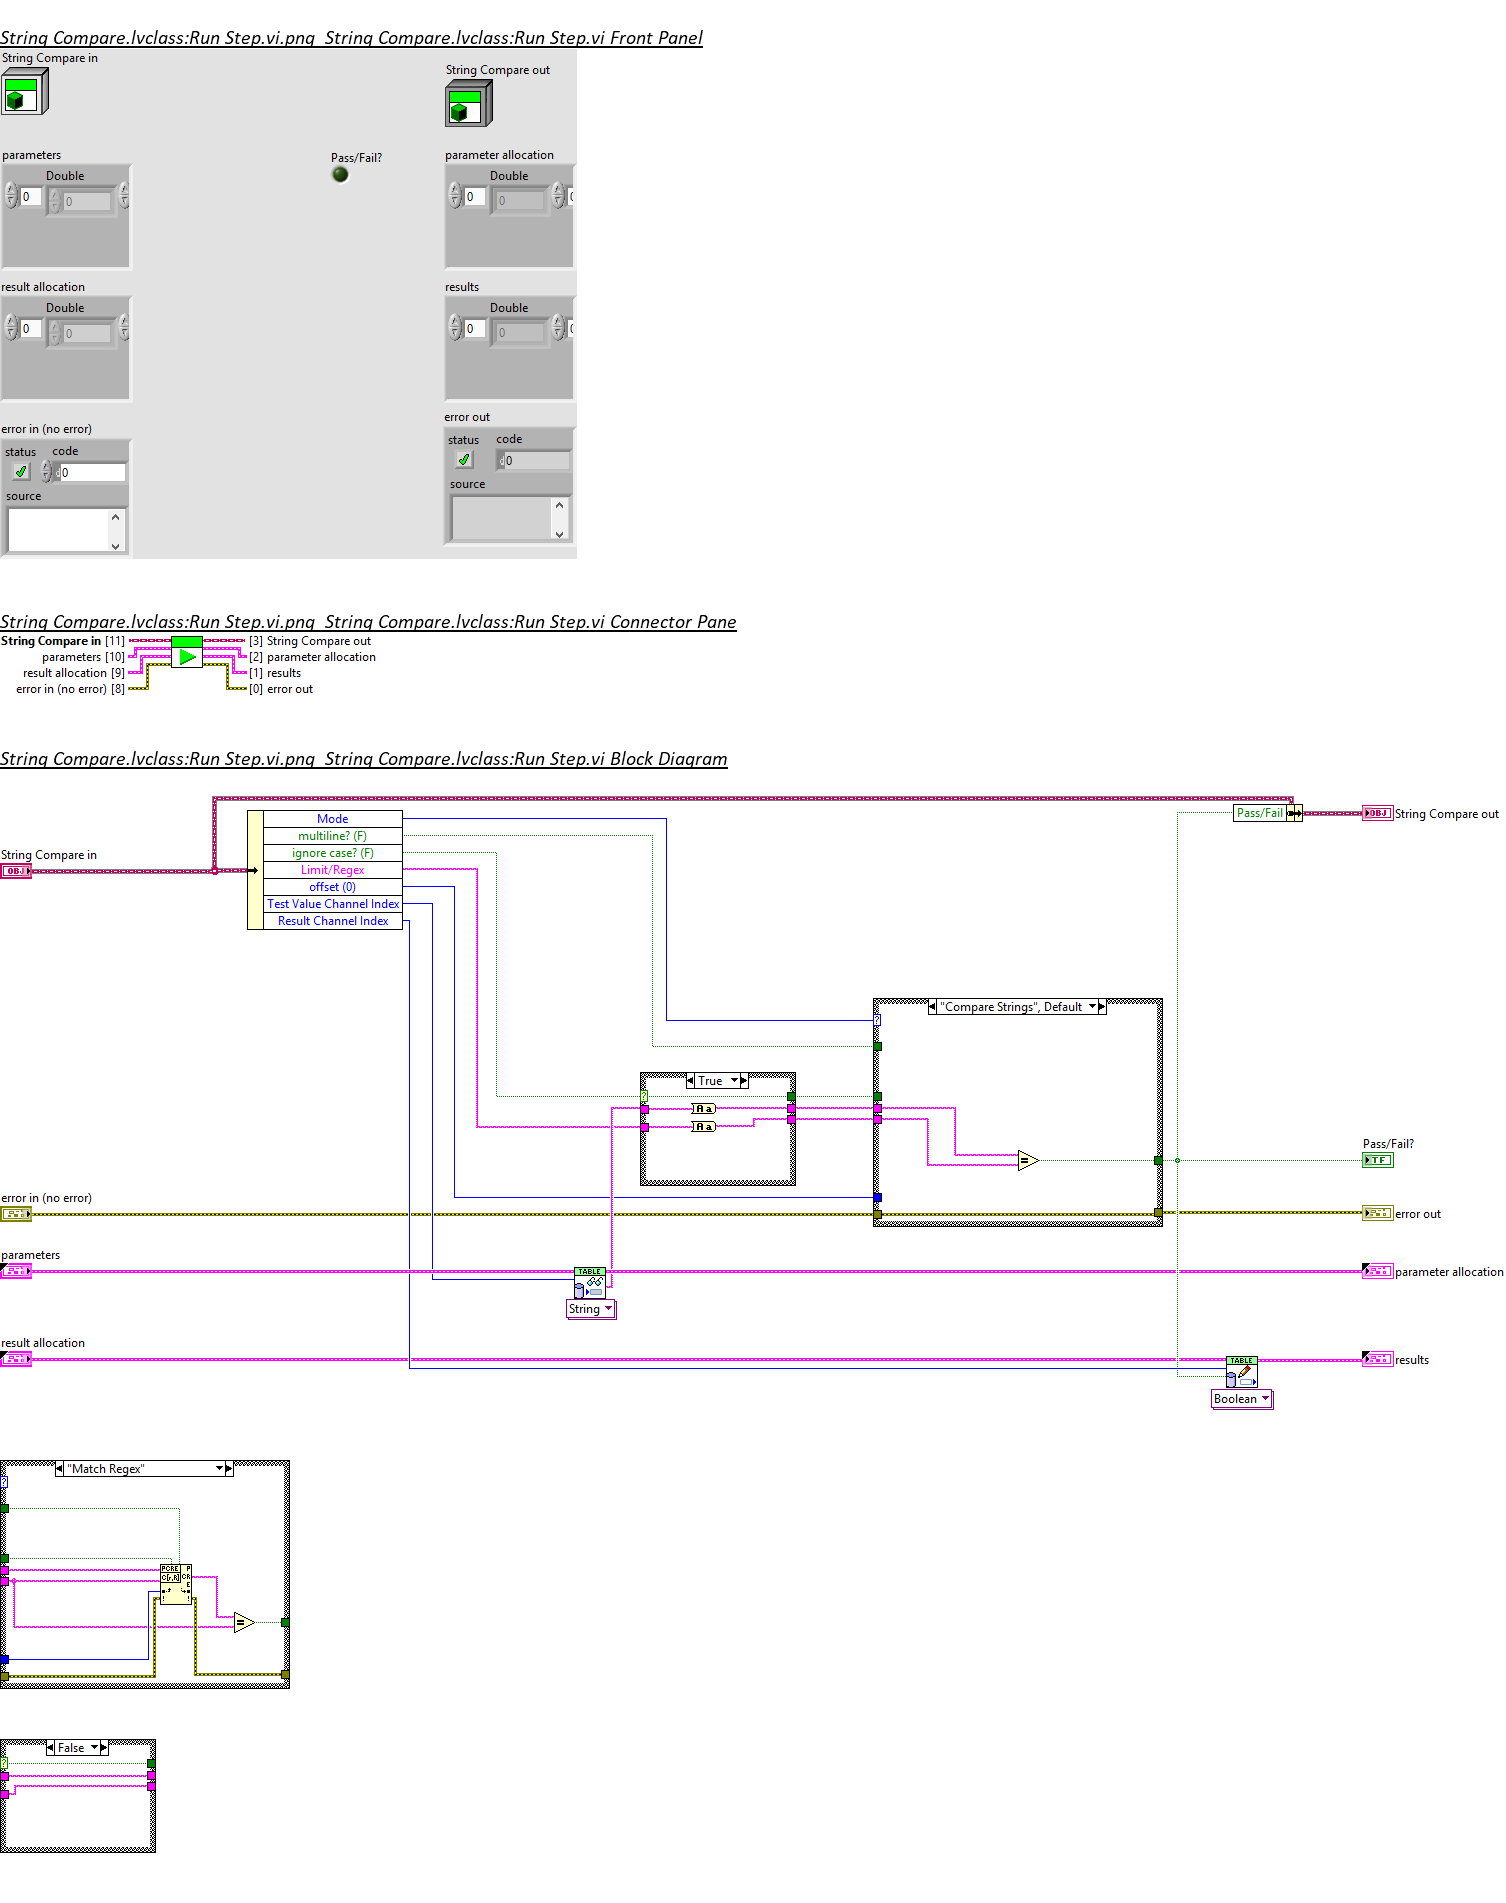 String Compare.lvclass:Run Step.vi.png  String Compare.lvclass:Run Step.vi Front Panel
String Compare in
String Compare out
parameters
Pass/Fail?
parameter allocation
Double
Double
0
0
0
0
result allocation
results
Double
Double
0
0
0
0
error in (no error)
error out
status
code
status
code
d 0
d 0
source
source
String Compare.lvclass:Run Step.vi.png  String Compare.lvclass:Run Step.vi Connector Pane
String Compare in [11]
[3] String Compare out
parameters [10]
[2] parameter allocation
result allocation [9]
[1] results
error in (no error) [8]
[0] error out
String Compare.lvclass:Run Step.vi.png  String Compare.lvclass:Run Step.vi Block Diagram
Mode
multiline? (F)
ignore case? (F)
Limit/Regex
offset (0)
Test Value Channel Index
Result Channel Index
Pass/Fail
OBJ
String Compare out
String Compare in
OBJ
"Compare Strings", Default
?
True
?
Aa
Aa
=
Pass/Fail?
TF
error in (no error)
error out
parameters
TABLE
parameter allocation
String
result allocation
TABLE
results
Boolean
"Match Regex"
?
PCRE
P
C[r,R]
CR
E
=
False
?